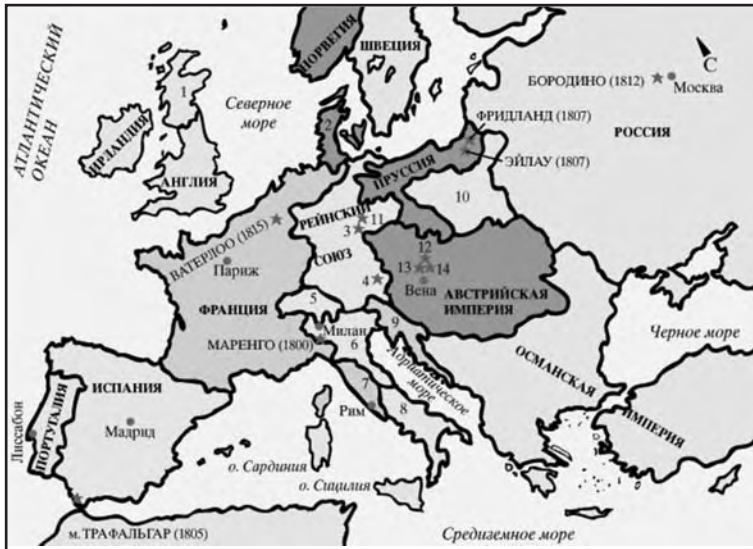 НОРВЕГИЯ
ШВЕЦИЯ
С
АТЛАНТИЧЕСКИЙ
ОКЕАН
1
Северное
море
2
БОРОДИНО (1812)
Москва
ФРИДЛАНД (1807)
РОССИЯ
ИРЛАНДИЯ
ЭЙЛАУ (1807)
ПРУССИЯ
АНГЛИЯ
10
РЕЙНСКИЙ
11
3
ВАТЕРЛОО (1815)
СОЮЗ
12
13
14
Париж
4
Вена
АВСТРИЙСКАЯ
ИМПЕРИЯ
5
ФРАНЦИЯ
9
Милан
6
МАРЕНГО (1800)
Черное море
Адриатическое
море
ОСМАНСКАЯ
ИМПЕРИЯ
ИСПАНИЯ
7
8
Рим
ПОРТУГАЛИЯ
Лиссабон
Мадрид
о. Сардиния
о. Сицилия
м. ТРАФАЛЬГАР (1805)
Средиземное море